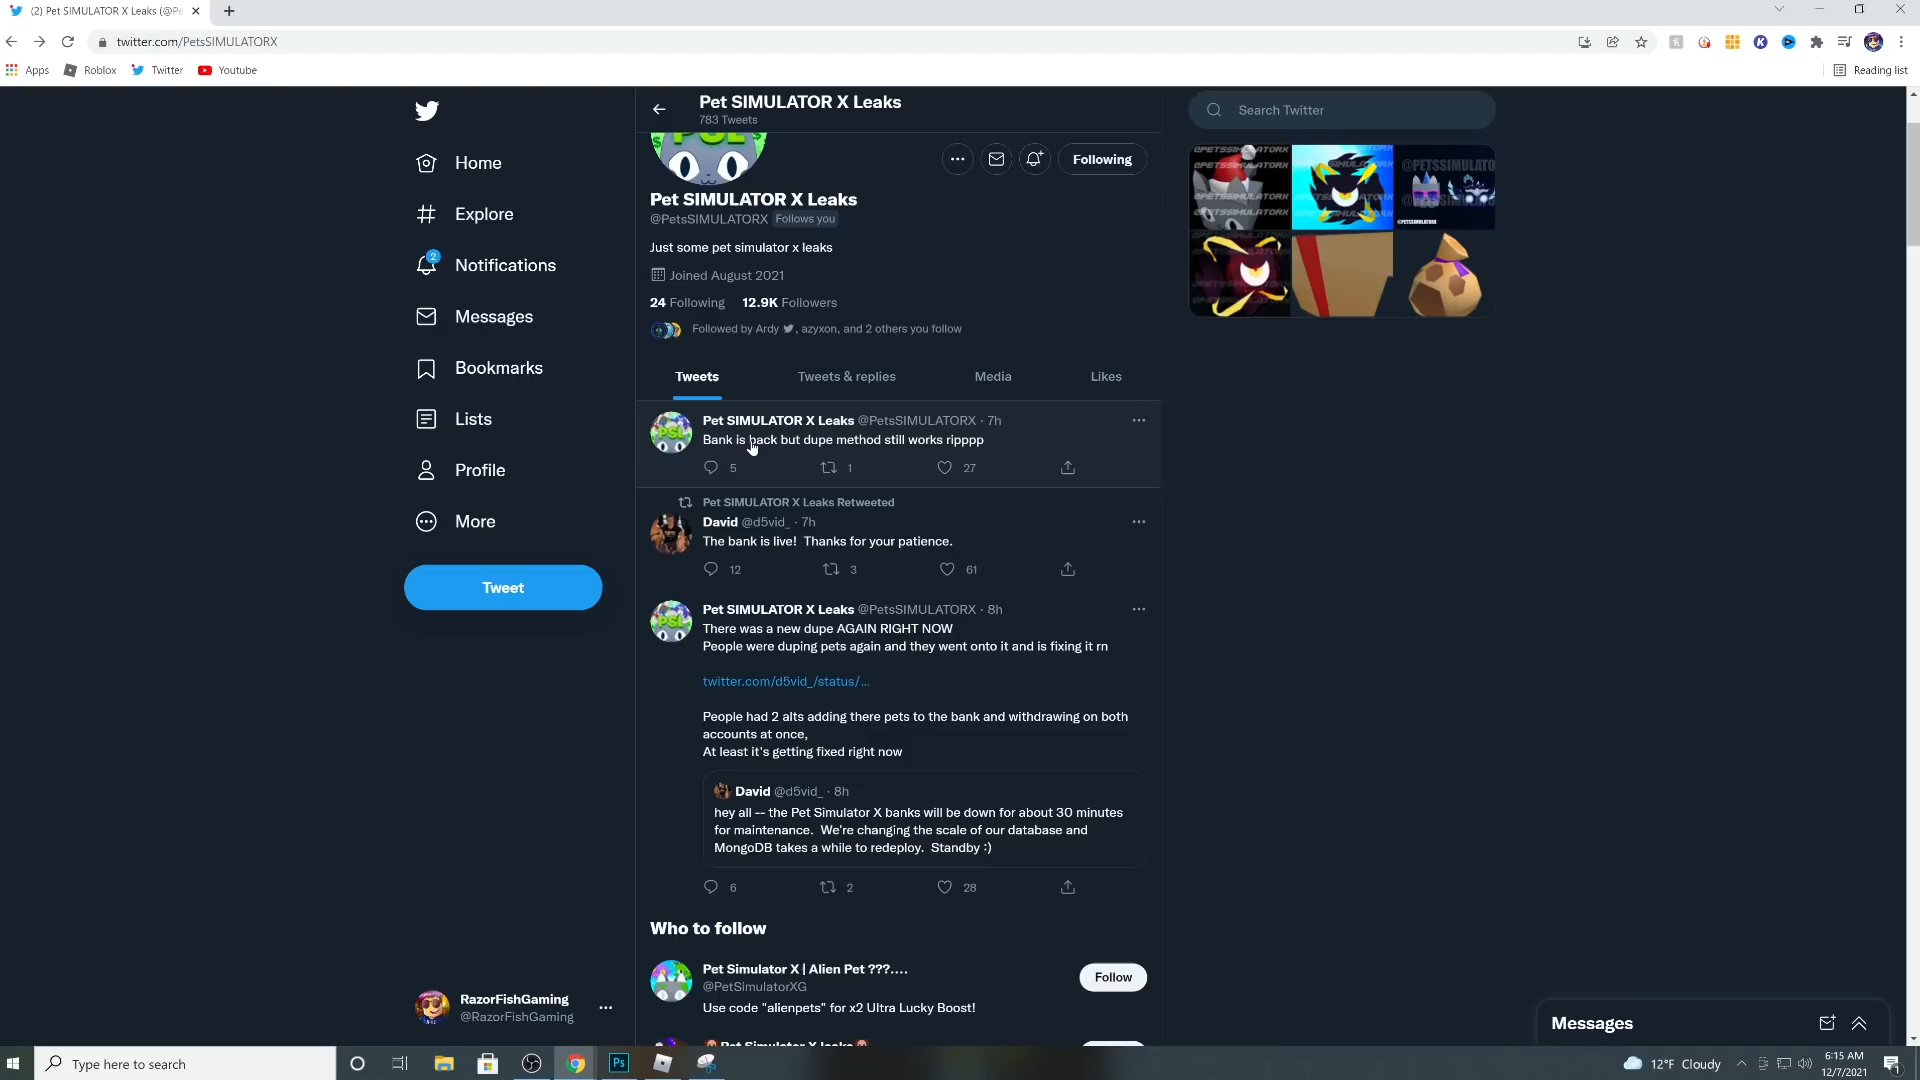 (2) Pet SIMULATOR X Leaks (@Pe
twitter.com/PetsSIMULATORX
Apps
Roblox
Twitter
Youtube
Reading list
Home
Explore
2
Notifications
Messages
Bookmarks
Lists
Profile
More
Tweet
RazorFishGaming
@RazorFishGaming
Pet SIMULATOR X Leaks
783 Tweets
PSL
Following
Pet SIMULATOR X Leaks
@PetsSIMULATORX Follows you
Just some pet simulator x leaks
Joined August 2021
24 Following 12.9K Followers
Followed by Ardy, azyxon, and 2 others you follow
Tweets
Tweets & replies
Media
Likes
Pet SIMULATOR X Leaks @PetsSIMULATORX · 7h
Bank is back but dupe method still works ripppp
5 1 27
Pet SIMULATOR X Leaks Retweeted
David @d5vid_ · 7h
The bank is live! Thanks for your patience.
12 3 61
Pet SIMULATOR X Leaks @PetsSIMULATORX · 8h
There was a new dupe AGAIN RIGHT NOW
People were duping pets again and they went onto it and is fixing it rn
twitter.com/d5vid_/status/...
People had 2 alts adding there pets to the bank and withdrawing on both
accounts at once,
At least it's getting fixed right now
David @d5vid_ · 8h
hey all -- the Pet Simulator X banks will be down for about 30 minutes
for maintenance. We're changing the scale of our database and
MongoDB takes a while to redeploy. Standby :)
6 2 28
Who to follow
Pet Simulator X | Alien Pet ???....
@PetSimulatorXG
Follow
Use code "alienpets" for x2 Ultra Lucky Boost!
Pet Simulator X leaks
Search Twitter
Messages
Type here to search
Ps
12°F Cloudy
6:15 AM
12/7/2021
1